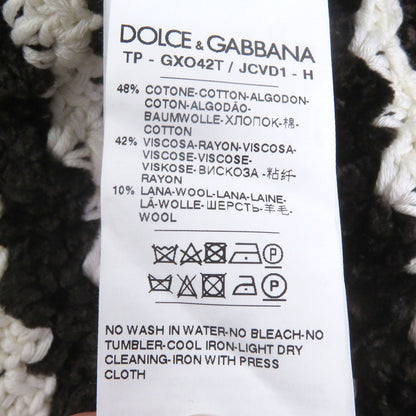 DOLCE & GABBANA
TP - GXO42T / JCVD1 - H
48% COTONE-COTTON-ALGODON-
COTON-ALGODÃO-
BAUMWOLLE-ХЛОПОК-棉-
COTTON
42% VISCOSA-RAYON-VISCOSA-
VISCOSE-VISCOSE-
VISKOSE-ВИСКОЗА-粘纤-
RAYON
10% LANA-WOOL-LANA-LAINE-
LÃ-WOLLE-ШЕРСТЬ-羊毛-
WOOL
P
P
NO WASH IN WATER-NO BLEACH-NO
TUMBLER-COOL IRON-LIGHT DRY
CLEANING-IRON WITH PRESS
CLOTH